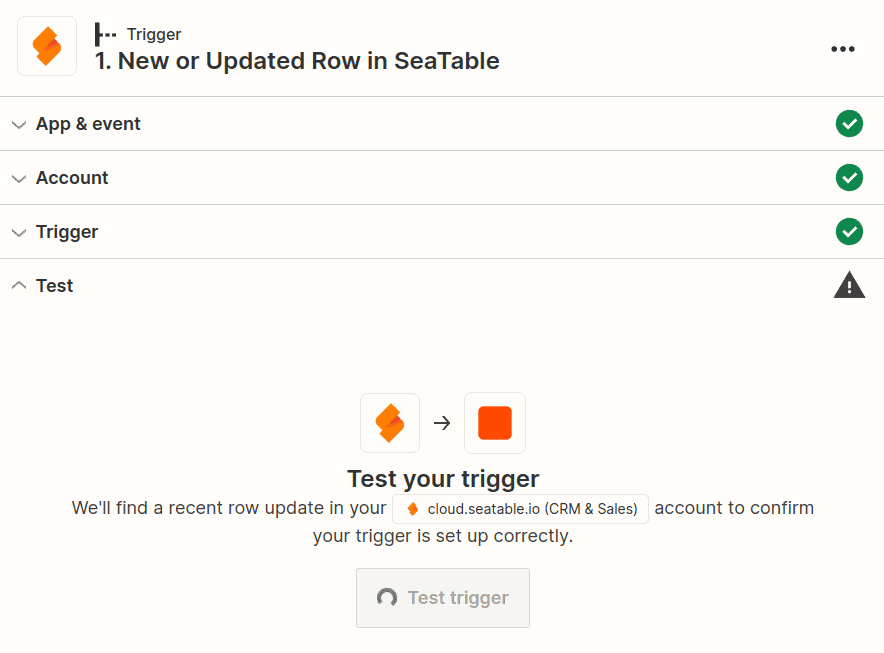 Trigger
1. New or Updated Row in SeaTable
App & event
Account
Trigger
Test
Test your trigger
We'll find a recent row update in your cloud.seatable.io (CRM & Sales) account to confirm
your trigger is set up correctly.
Test trigger